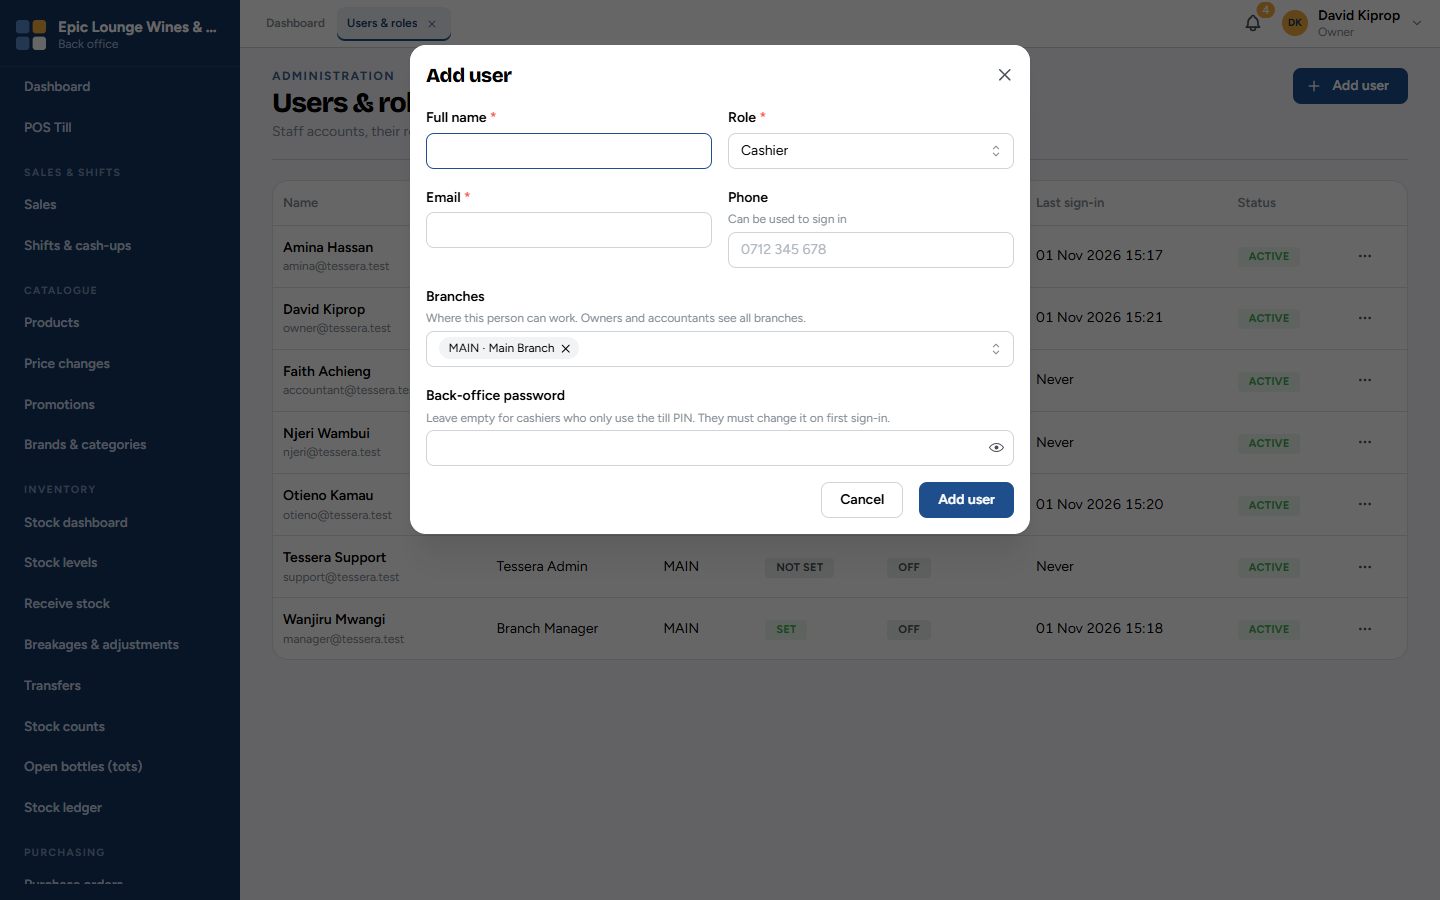 Epic Lounge Wines & ...
Back office
Dashboard
POS Till
SALES & SHIFTS
Sales
Shifts & cash-ups
CATALOGUE
Products
Price changes
Promotions
Brands & categories
INVENTORY
Stock dashboard
Stock levels
Receive stock
Breakages & adjustments
Transfers
Stock counts
Open bottles (tots)
Stock ledger
PURCHASING
Purchase orders
Dashboard
Users & roles
4
DK
David Kiprop
Owner
ADMINISTRATION
Users & rol
Staff accounts, their r
Add user
Name
Last sign-in
Status
Amina Hassan
amina@tessera.test
01 Nov 2026 15:17
ACTIVE
David Kiprop
owner@tessera.test
01 Nov 2026 15:21
ACTIVE
Faith Achieng
accountant@tesse
Never
ACTIVE
Njeri Wambui
njeri@tessera.test
Never
ACTIVE
Otieno Kamau
otieno@tessera.test
01 Nov 2026 15:20
ACTIVE
Tessera Support
support@tessera.test
Tessera Admin
MAIN
NOT SET
OFF
Never
ACTIVE
Wanjiru Mwangi
manager@tessera.test
Branch Manager
MAIN
SET
OFF
01 Nov 2026 15:18
ACTIVE
Add user
Full name *
Role *
Cashier
Email *
Phone
Can be used to sign in
0712 345 678
Branches
Where this person can work. Owners and accountants see all branches.
MAIN · Main Branch
Back-office password
Leave empty for cashiers who only use the till PIN. They must change it on first sign-in.
Cancel
Add user